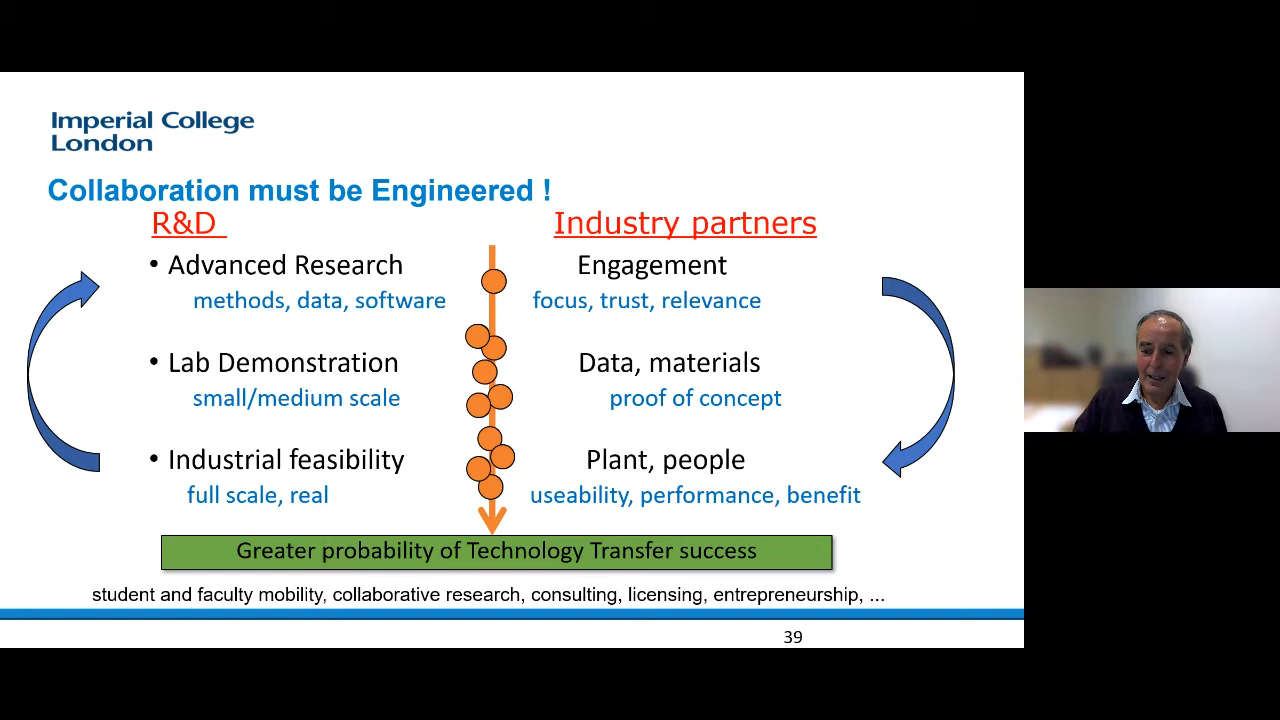 Imperial College
London
Collaboration must be Engineered !
R&D
Industry partners
• Advanced Research
Engagement
methods, data, software
focus, trust, relevance
• Lab Demonstration
Data, materials
small/medium scale
proof of concept
• Industrial feasibility
Plant, people
full scale, real
useability, performance, benefit
Greater probability of Technology Transfer success
student and faculty mobility, collaborative research, consulting, licensing, entrepreneurship, ...
39